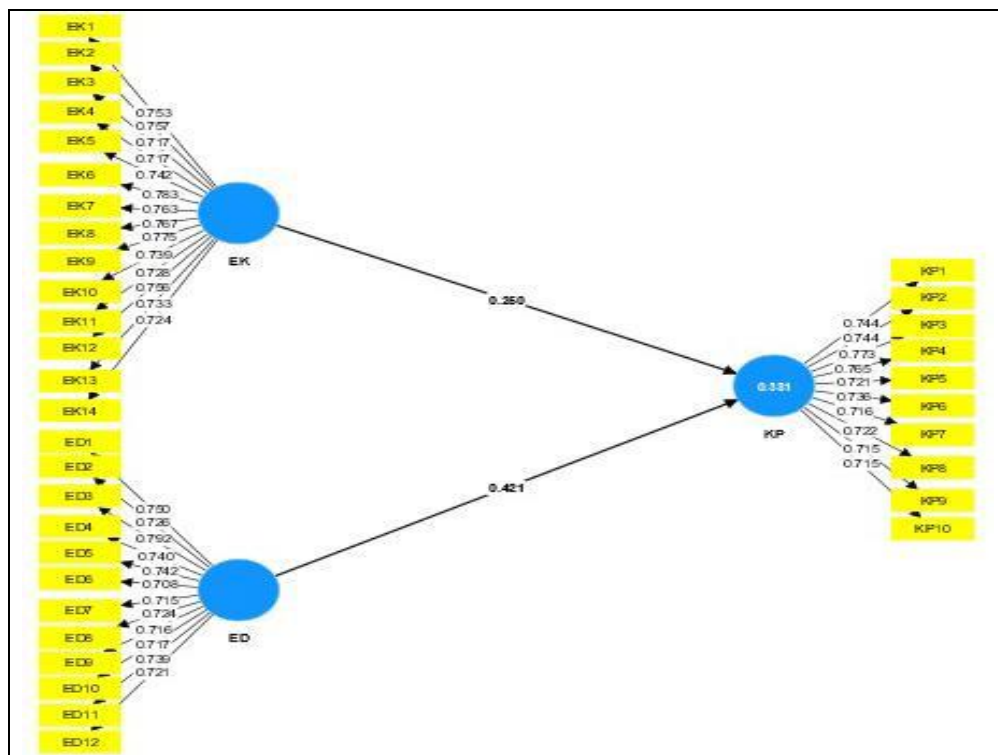 EK1
EK2
EK3
EK4
EK5
EK6
EK7
EK8
EK9
EK10
EK11
EK12
EK13
EK14
0.753
0.757
0.717
0.717
0.742
0.783
0.763
0.767
0.775
0.739
0.728
0.756
0.733
0.724
EK
ED1
ED2
ED3
ED4
ED5
ED6
ED7
ED8
ED9
ED10
ED11
ED12
0.750
0.726
0.792
0.740
0.742
0.708
0.715
0.724
0.716
0.717
0.739
0.721
ED
0.250
0.421
0.381
KP
0.744
0.744
0.773
0.765
0.721
0.736
0.716
0.722
0.715
0.715
KP1
KP2
KP3
KP4
KP5
KP6
KP7
KP8
KP9
KP10